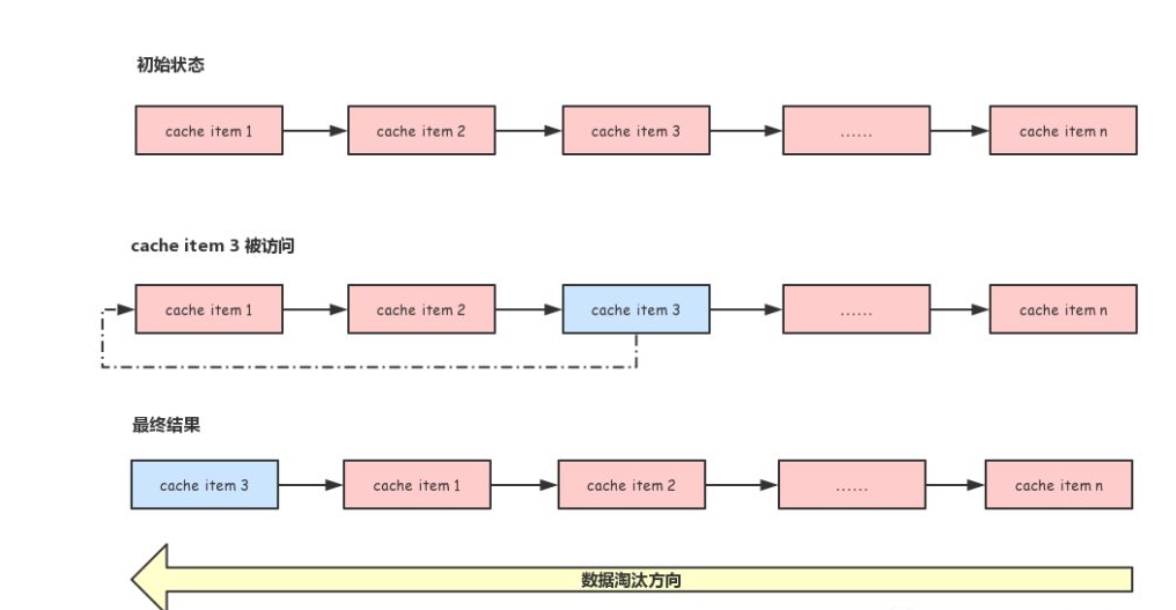 初始状态
cache item 1 cache item 2 cache item 3 ...... cache item n
cache item 3 被访问
cache item 1 cache item 2 cache item 3 ...... cache item n
最终结果
cache item 3 cache item 1 cache item 2 ...... cache item n
数据淘汰方向